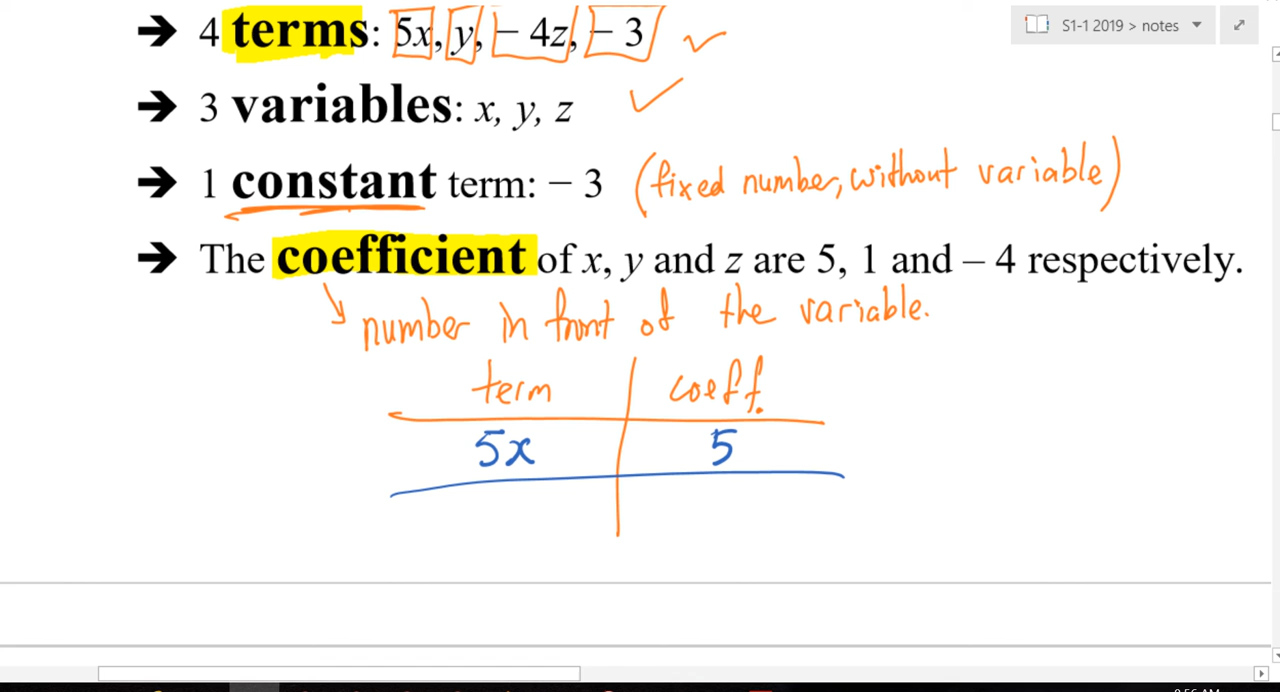 ➔ 4 terms: 5x, y, − 4z, − 3
S1-1 2019 > notes
➔ 3 variables: x, y, z
➔ 1 constant term: − 3 (fixed number, without variable)
➔ The coefficient of x, y and z are 5, 1 and − 4 respectively.
number in front of the variable.
term coeff.
5x 5